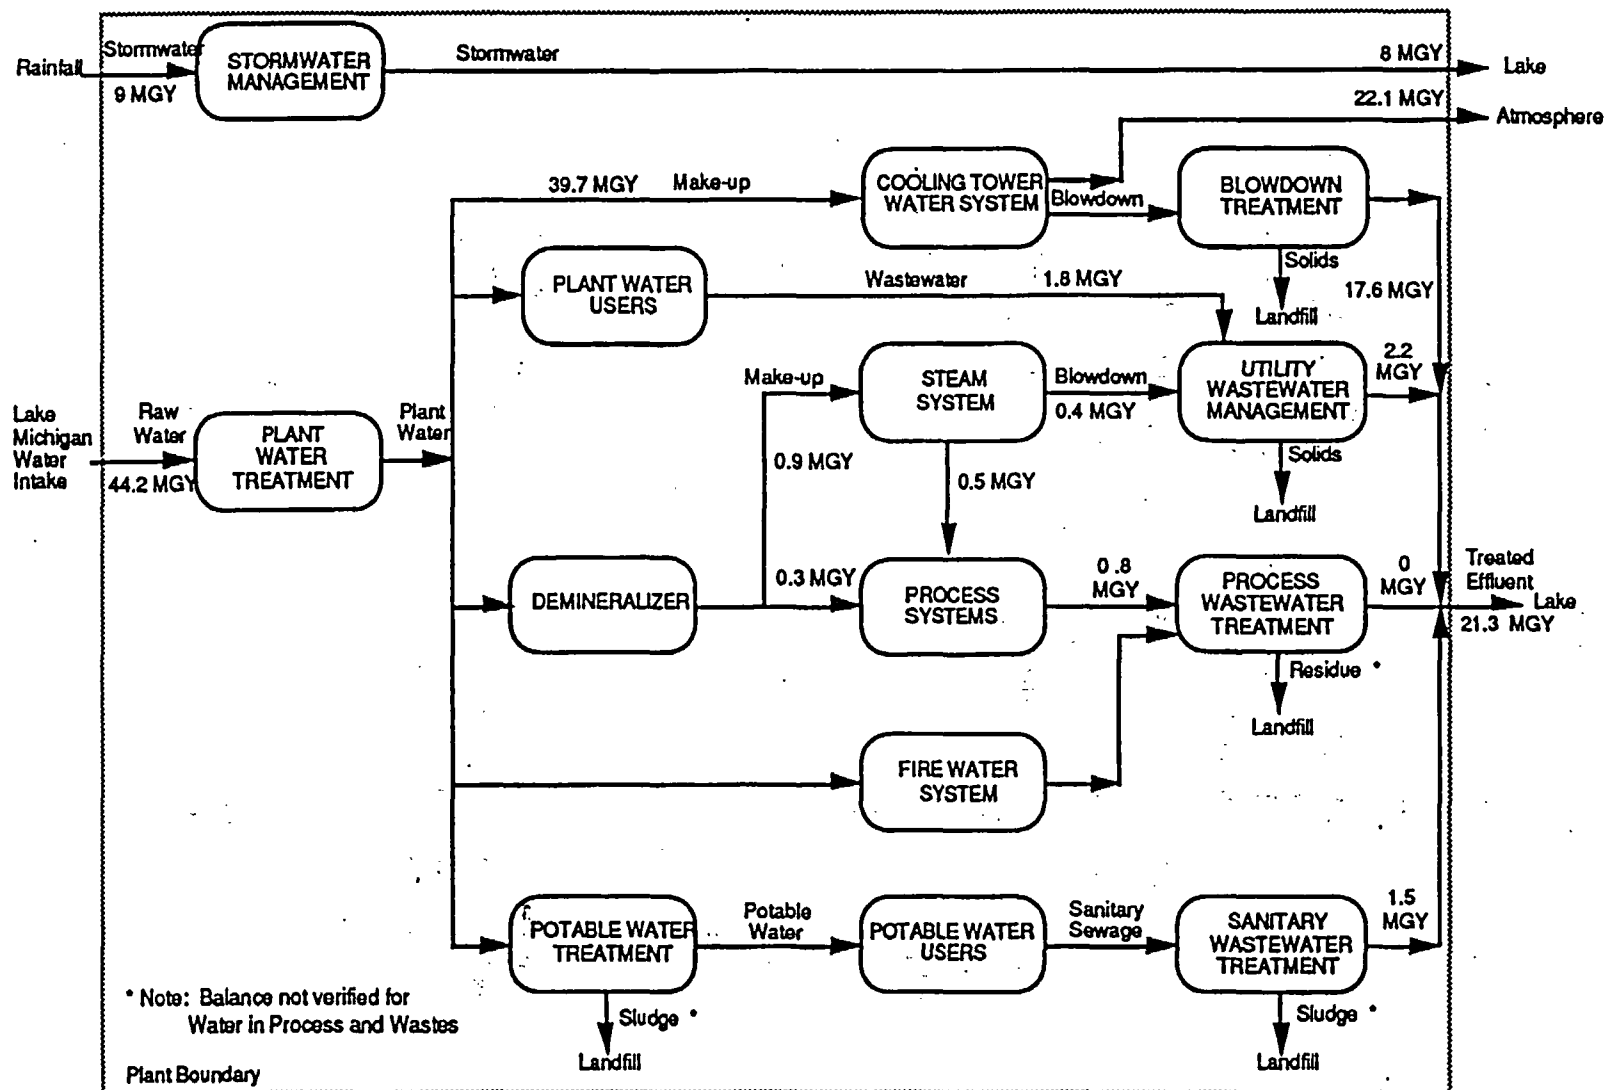 Rainfall
Stormwater
9 MGY
STORMWATER
MANAGEMENT
Stormwater
8 MGY
Lake
22.1 MGY
Atmosphere
39.7 MGY
Make-up
COOLING TOWER
WATER SYSTEM
Blowdown
BLOWDOWN
TREATMENT
Solids
Landfill
17.6 MGY
PLANT WATER
USERS
Wastewater
1.8 MGY
Make-up
STEAM
SYSTEM
Blowdown
0.4 MGY
UTILITY
WASTEWATER
MANAGEMENT
2.2
MGY
Solids
Landfill
Lake
Michigan
Water
Intake
Raw
Water
44.2 MGY
PLANT
WATER
TREATMENT
Plant
Water
0.9 MGY
0.5 MGY
DEMINERALIZER
0.3 MGY
PROCESS
SYSTEMS
0.8
MGY
PROCESS
WASTEWATER
TREATMENT
0
MGY
Treated
Effluent
Lake
21.3 MGY
Residue *
Landfill
FIRE WATER
SYSTEM
POTABLE WATER
TREATMENT
Potable
Water
POTABLE WATER
USERS
Sanitary
Sewage
SANITARY
WASTEWATER
TREATMENT
1.5
MGY
Sludge *
Landfill
Sludge *
Landfill
* Note: Balance not verified for
Water in Process and Wastes
Plant Boundary